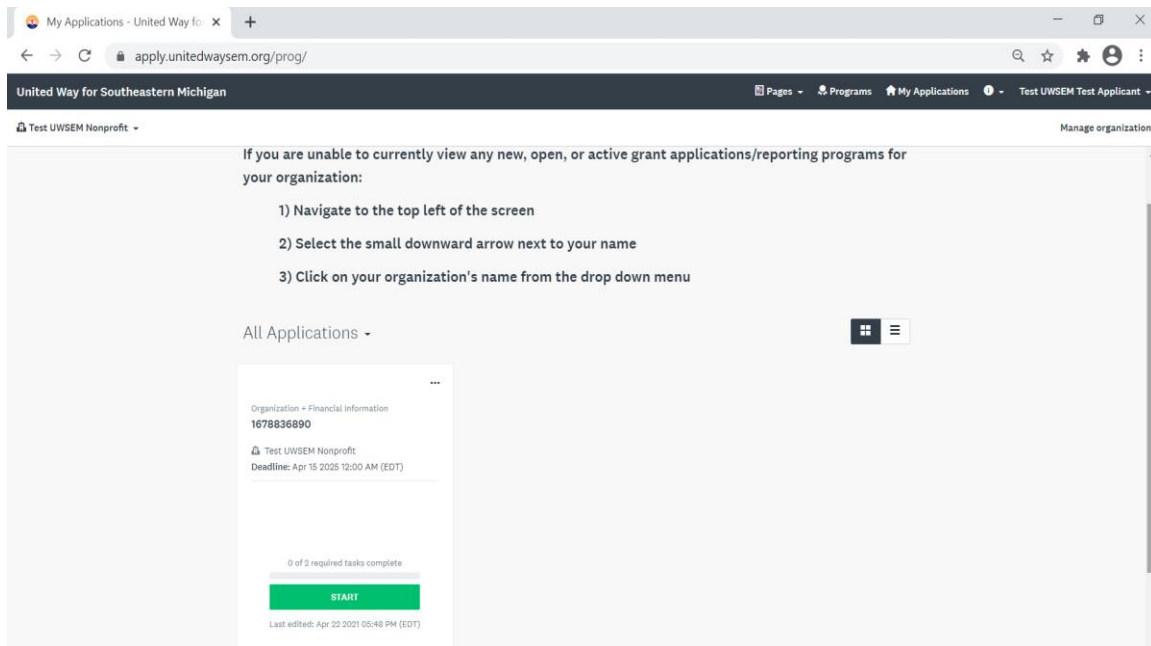 My Applications - United Way fo
apply.unitedwaysem.org/prog/
United Way for Southeastern Michigan
Pages
Programs
My Applications
Test UWSEM Test Applicant
Test UWSEM Nonprofit
Manage organization
If you are unable to currently view any new, open, or active grant applications/reporting programs for
your organization:
1) Navigate to the top left of the screen
2) Select the small downward arrow next to your name
3) Click on your organization's name from the drop down menu
All Applications
Organization + Financial Information
1678836890
Test UWSEM Nonprofit
Deadline: Apr 15 2025 12:00 AM (EDT)
0 of 2 required tasks complete
START
Last edited: Apr 22 2021 05:48 PM (EDT)